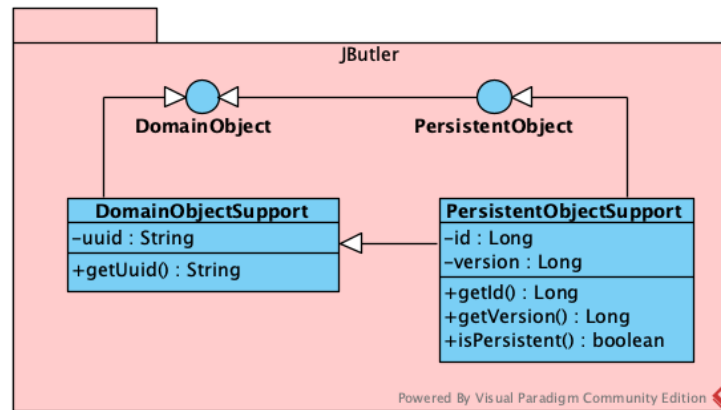 JButler
DomainObject
PersistentObject
DomainObjectSupport
-uuid : String
+getUuid() : String
PersistentObjectSupport
-id : Long
-version : Long
+getId() : Long
+getVersion() : Long
+isPersistent() : boolean
Powered By Visual Paradigm Community Edition